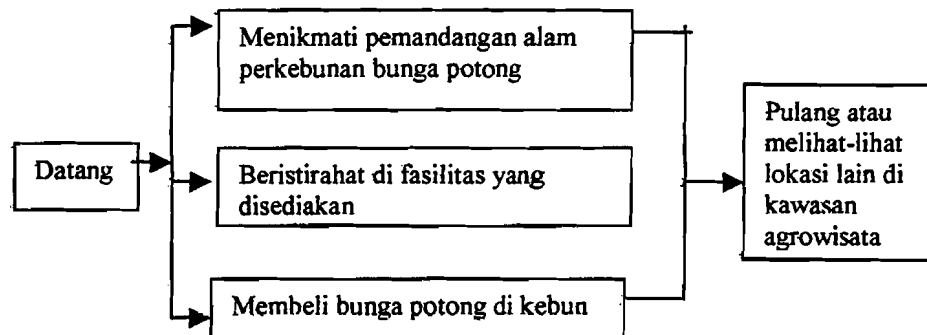 Datang
Menikmati pemandangan alam
perkebunan bunga potong
Beristirahat di fasilitas yang
disediakan
Membeli bunga potong di kebun
Pulang atau
melihat-lihat
lokasi lain di
kawasan
agrowisata